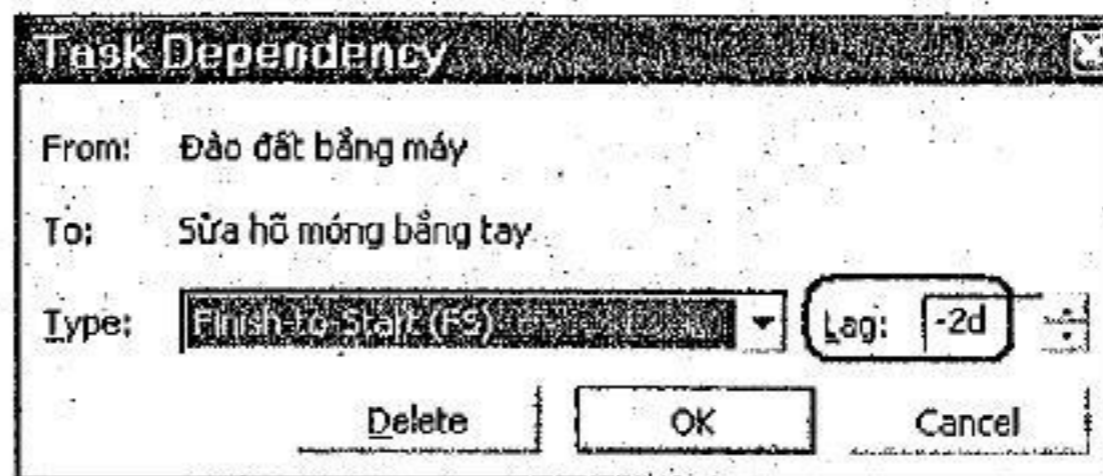 Task Dependency
From: Đào đất bằng máy
To: Sửa hố móng bằng tay
Type: Finish-to-Start (FS) Lag: -2d
Delete OK Cancel